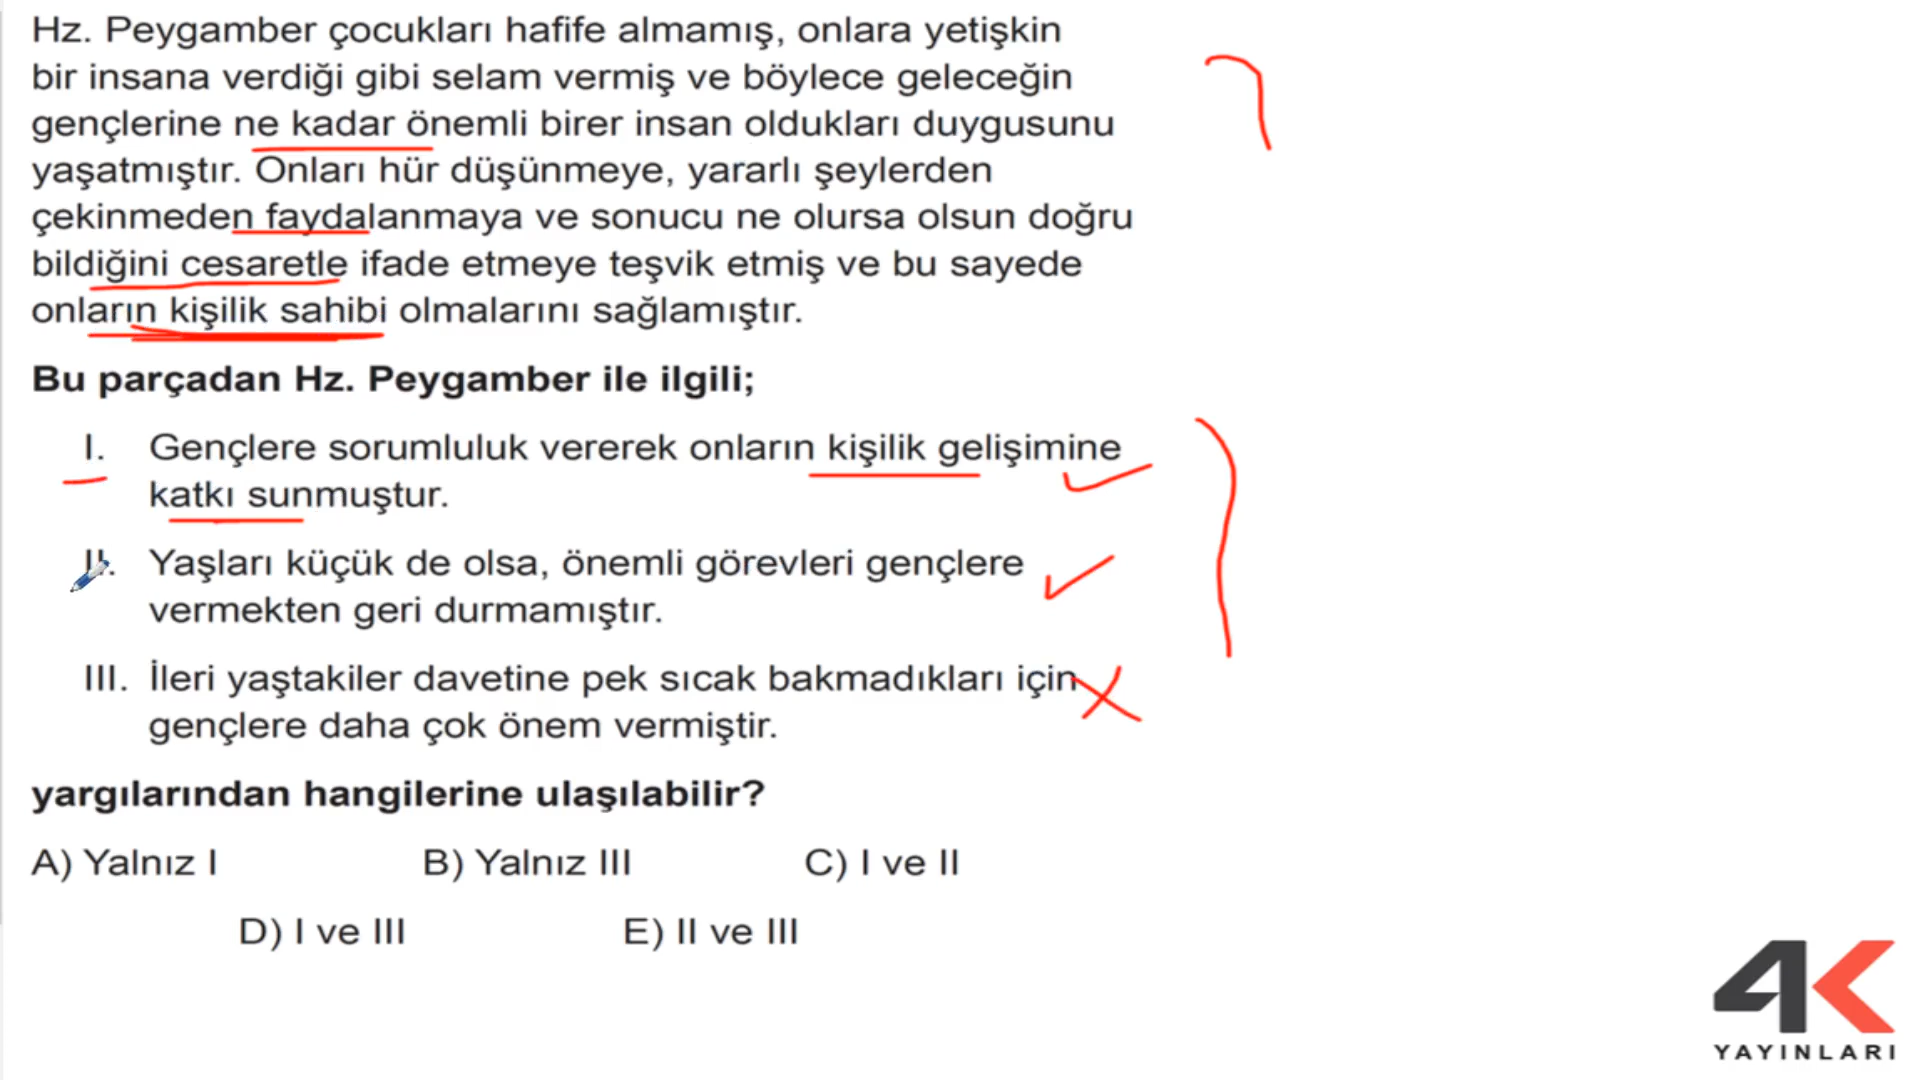 Hz. Peygamber çocukları hafife almamış, onlara yetişkin
bir insana verdiği gibi selam vermiş ve böylece geleceğin
gençlerine ne kadar önemli birer insan oldukları duygusunu
yaşatmıştır. Onları hür düşünmeye, yararlı şeylerden
çekinmeden faydalanmaya ve sonucu ne olursa olsun doğru
bildiğini cesaretle ifade etmeye teşvik etmiş ve bu sayede
onların kişilik sahibi olmalarını sağlamıştır.
Bu parçadan Hz. Peygamber ile ilgili;
I. Gençlere sorumluluk vererek onların kişilik gelişimine
katkı sunmuştur.
II. Yaşları küçük de olsa, önemli görevleri gençlere
vermekten geri durmamıştır.
III. İleri yaştakiler davetine pek sıcak bakmadıkları için
gençlere daha çok önem vermiştir.
yargılarından hangilerine ulaşılabilir?
A) Yalnız I B) Yalnız III C) I ve II
D) I ve III E) II ve III
4K
YAYINLARI